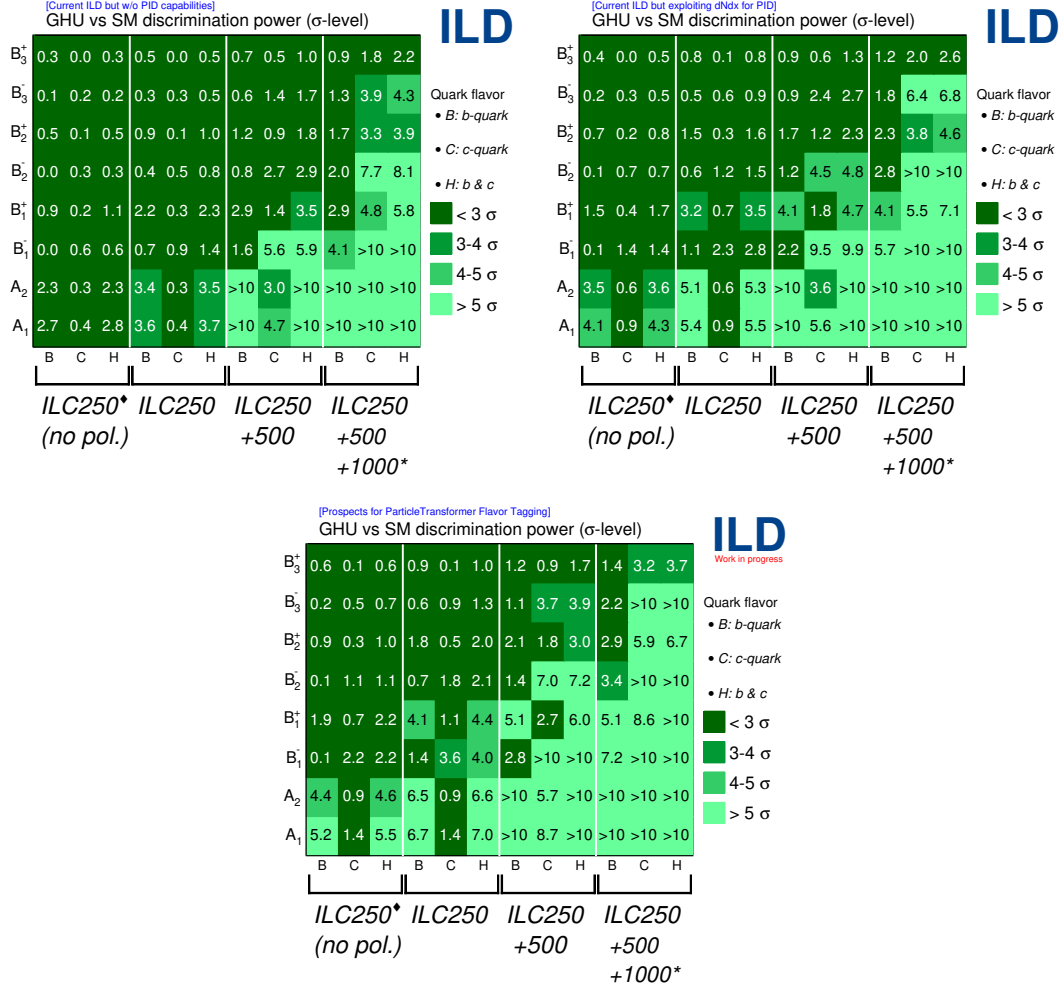 [Current ILD but w/o PID capabilities]
GHU vs SM discrimination power (σ-level)
ILD
B₃⁺ 0.3 0.0 0.3 0.5 0.0 0.5 0.7 0.5 1.0 0.9 1.8 2.2
B₃⁻ 0.1 0.2 0.2 0.3 0.3 0.5 0.6 1.4 1.7 1.3 3.9 4.3
B₂⁺ 0.5 0.1 0.5 0.9 0.1 1.0 1.2 0.9 1.8 1.7 3.3 3.9
B₂⁻ 0.0 0.3 0.3 0.4 0.5 0.8 0.8 2.7 2.9 2.0 7.7 8.1
B₁⁺ 0.9 0.2 1.1 2.2 0.3 2.3 2.9 1.4 3.5 2.9 4.8 5.8
B₁⁻ 0.0 0.6 0.6 0.7 0.9 1.4 1.6 5.6 5.9 4.1 >10 >10
A₂ 2.3 0.3 2.3 3.4 0.3 3.5 >10 3.0 >10 >10 >10 >10
A₁ 2.7 0.4 2.8 3.6 0.4 3.7 >10 4.7 >10 >10 >10 >10
B C H B C H B C H B C H
ILC250♦ ILC250 ILC250 ILC250
(no pol.) +500 +500
+1000*
Quark flavor
• B: b-quark
• C: c-quark
• H: b & c
< 3 σ
3-4 σ
4-5 σ
> 5 σ
[Current ILD but exploiting dNdx for PID]
GHU vs SM discrimination power (σ-level)
ILD
B₃⁺ 0.4 0.0 0.5 0.8 0.1 0.8 0.9 0.6 1.3 1.2 2.0 2.6
B₃⁻ 0.2 0.3 0.5 0.5 0.6 0.9 0.9 2.4 2.7 1.8 6.4 6.8
B₂⁺ 0.7 0.2 0.8 1.5 0.3 1.6 1.7 1.2 2.3 2.3 3.8 4.6
B₂⁻ 0.1 0.7 0.7 0.6 1.2 1.5 1.2 4.5 4.8 2.8 >10 >10
B₁⁺ 1.5 0.4 1.7 3.2 0.7 3.5 4.1 1.8 4.7 4.1 5.5 7.1
B₁⁻ 0.1 1.4 1.4 1.1 2.3 2.8 2.2 9.5 9.9 5.7 >10 >10
A₂ 3.5 0.6 3.6 5.1 0.6 5.3 >10 3.6 >10 >10 >10 >10
A₁ 4.1 0.9 4.3 5.4 0.9 5.5 >10 5.6 >10 >10 >10 >10
B C H B C H B C H B C H
ILC250♦ ILC250 ILC250 ILC250
(no pol.) +500 +500
+1000*
Quark flavor
• B: b-quark
• C: c-quark
• H: b & c
< 3 σ
3-4 σ
4-5 σ
> 5 σ
[Prospects for ParticleTransformer Flavor Tagging]
GHU vs SM discrimination power (σ-level)
ILD
Work in progress
B₃⁺ 0.6 0.1 0.6 0.9 0.1 1.0 1.2 0.9 1.7 1.4 3.2 3.7
B₃⁻ 0.2 0.5 0.7 0.6 0.9 1.3 1.1 3.7 3.9 2.2 >10 >10
B₂⁺ 0.9 0.3 1.0 1.8 0.5 2.0 2.1 1.8 3.0 2.9 5.9 6.7
B₂⁻ 0.1 1.1 1.1 0.7 1.8 2.1 1.4 7.0 7.2 3.4 >10 >10
B₁⁺ 1.9 0.7 2.2 4.1 1.1 4.4 5.1 2.7 6.0 5.1 8.6 >10
B₁⁻ 0.1 2.2 2.2 1.4 3.6 4.0 2.8 >10 >10 7.2 >10 >10
A₂ 4.4 0.9 4.6 6.5 0.9 6.6 >10 5.7 >10 >10 >10 >10
A₁ 5.2 1.4 5.5 6.7 1.4 7.0 >10 8.7 >10 >10 >10 >10
B C H B C H B C H B C H
ILC250♦ ILC250 ILC250 ILC250
(no pol.) +500 +500
+1000*
Quark flavor
• B: b-quark
• C: c-quark
• H: b & c
< 3 σ
3-4 σ
4-5 σ
> 5 σ